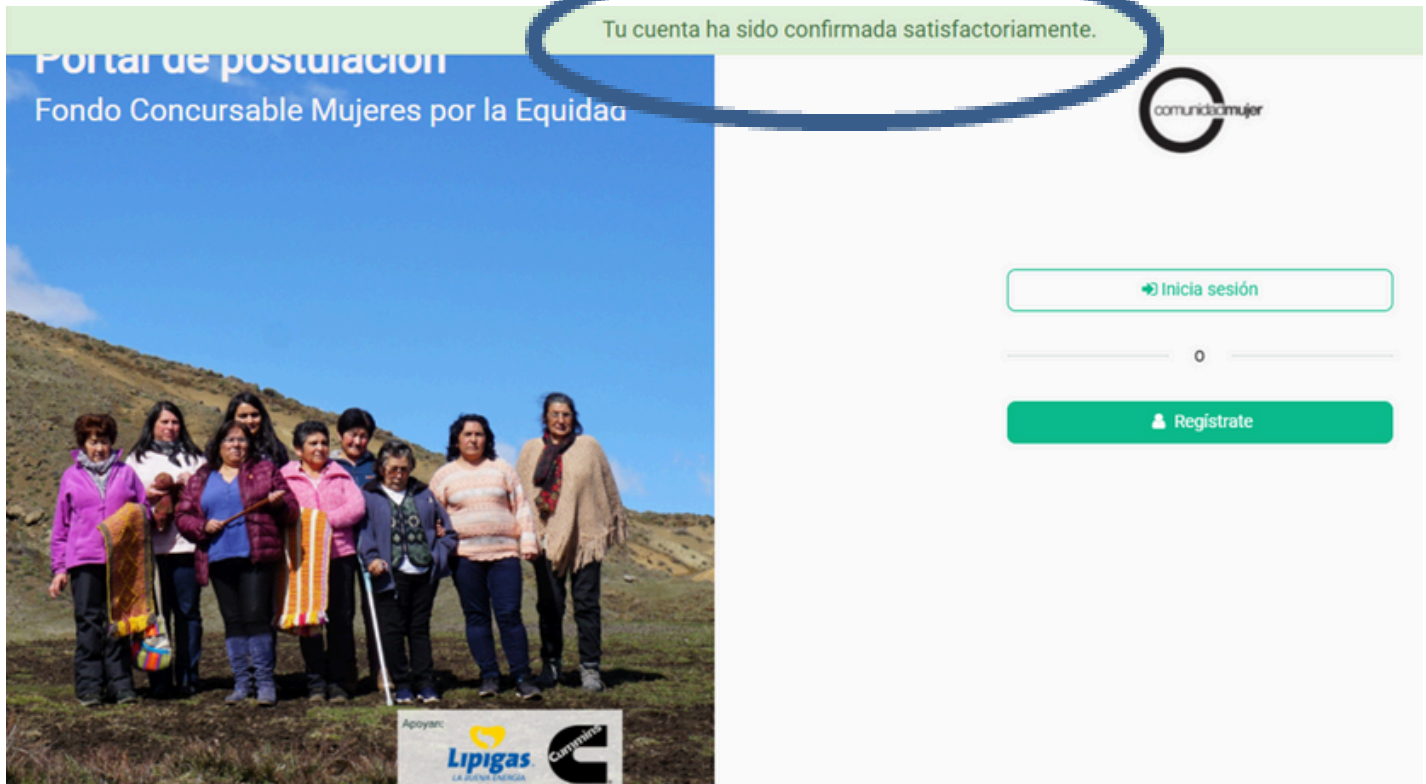 Tu cuenta ha sido confirmada satisfactoriamente.
Portal de postulación
Fondo Concursable Mujeres por la Equidad
comunidadmujer
Inicia sesión
o
Regístrate
Apoyan:
Lipigas
LA BUENA ENERGÍA
Cummins